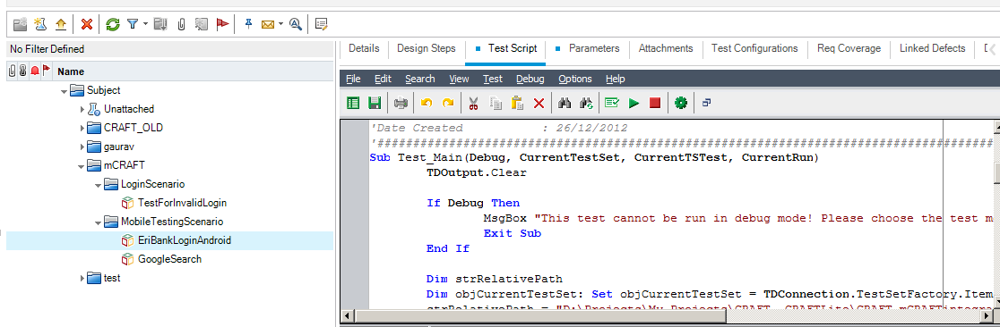 No Filter Defined
Name
Subject
Unattached
CRAFT_OLD
gaurav
mCRAFT
LoginScenario
TestForInvalidLogin
MobileTestingScenario
EriBankLoginAndroid
GoogleSearch
test
Details Design Steps Test Script Parameters Attachments Test Configurations Req Coverage Linked Defects
File Edit Search View Test Debug Options Help
'Date Created : 26/12/2012
'######################################################################################
Sub Test_Main(Debug, CurrentTestSet, CurrentTSTest, CurrentRun)
TDOutput.Clear
If Debug Then
MsgBox "This test cannot be run in debug mode! Please choose the test m
Exit Sub
End If
Dim strRelativePath
Dim objCurrentTestSet: Set objCurrentTestSet = TDConnection.TestSetFactory.Item
strRelativePath = "D:\Projects\My Projects\CRAFT, CRAFTLite\CRAFT mCRAFTintegra